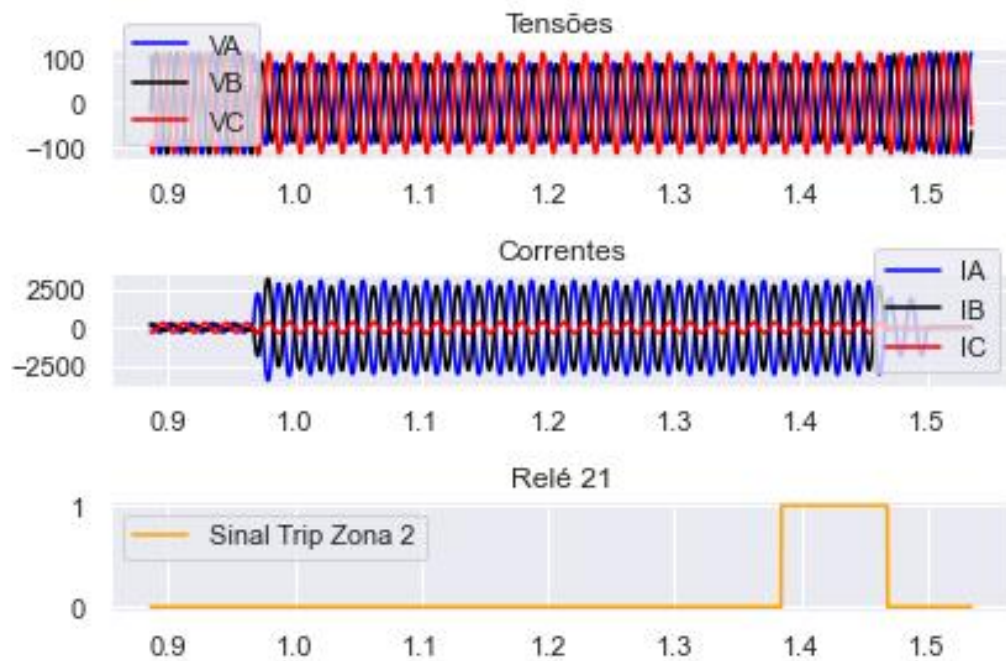 Tensões
VA
VB
VC
100
0
−100
0.9 1.0 1.1 1.2 1.3 1.4 1.5
Correntes
IA
IB
IC
2500
0
−2500
0.9 1.0 1.1 1.2 1.3 1.4 1.5
Relé 21
Sinal Trip Zona 2
1
0
0.9 1.0 1.1 1.2 1.3 1.4 1.5